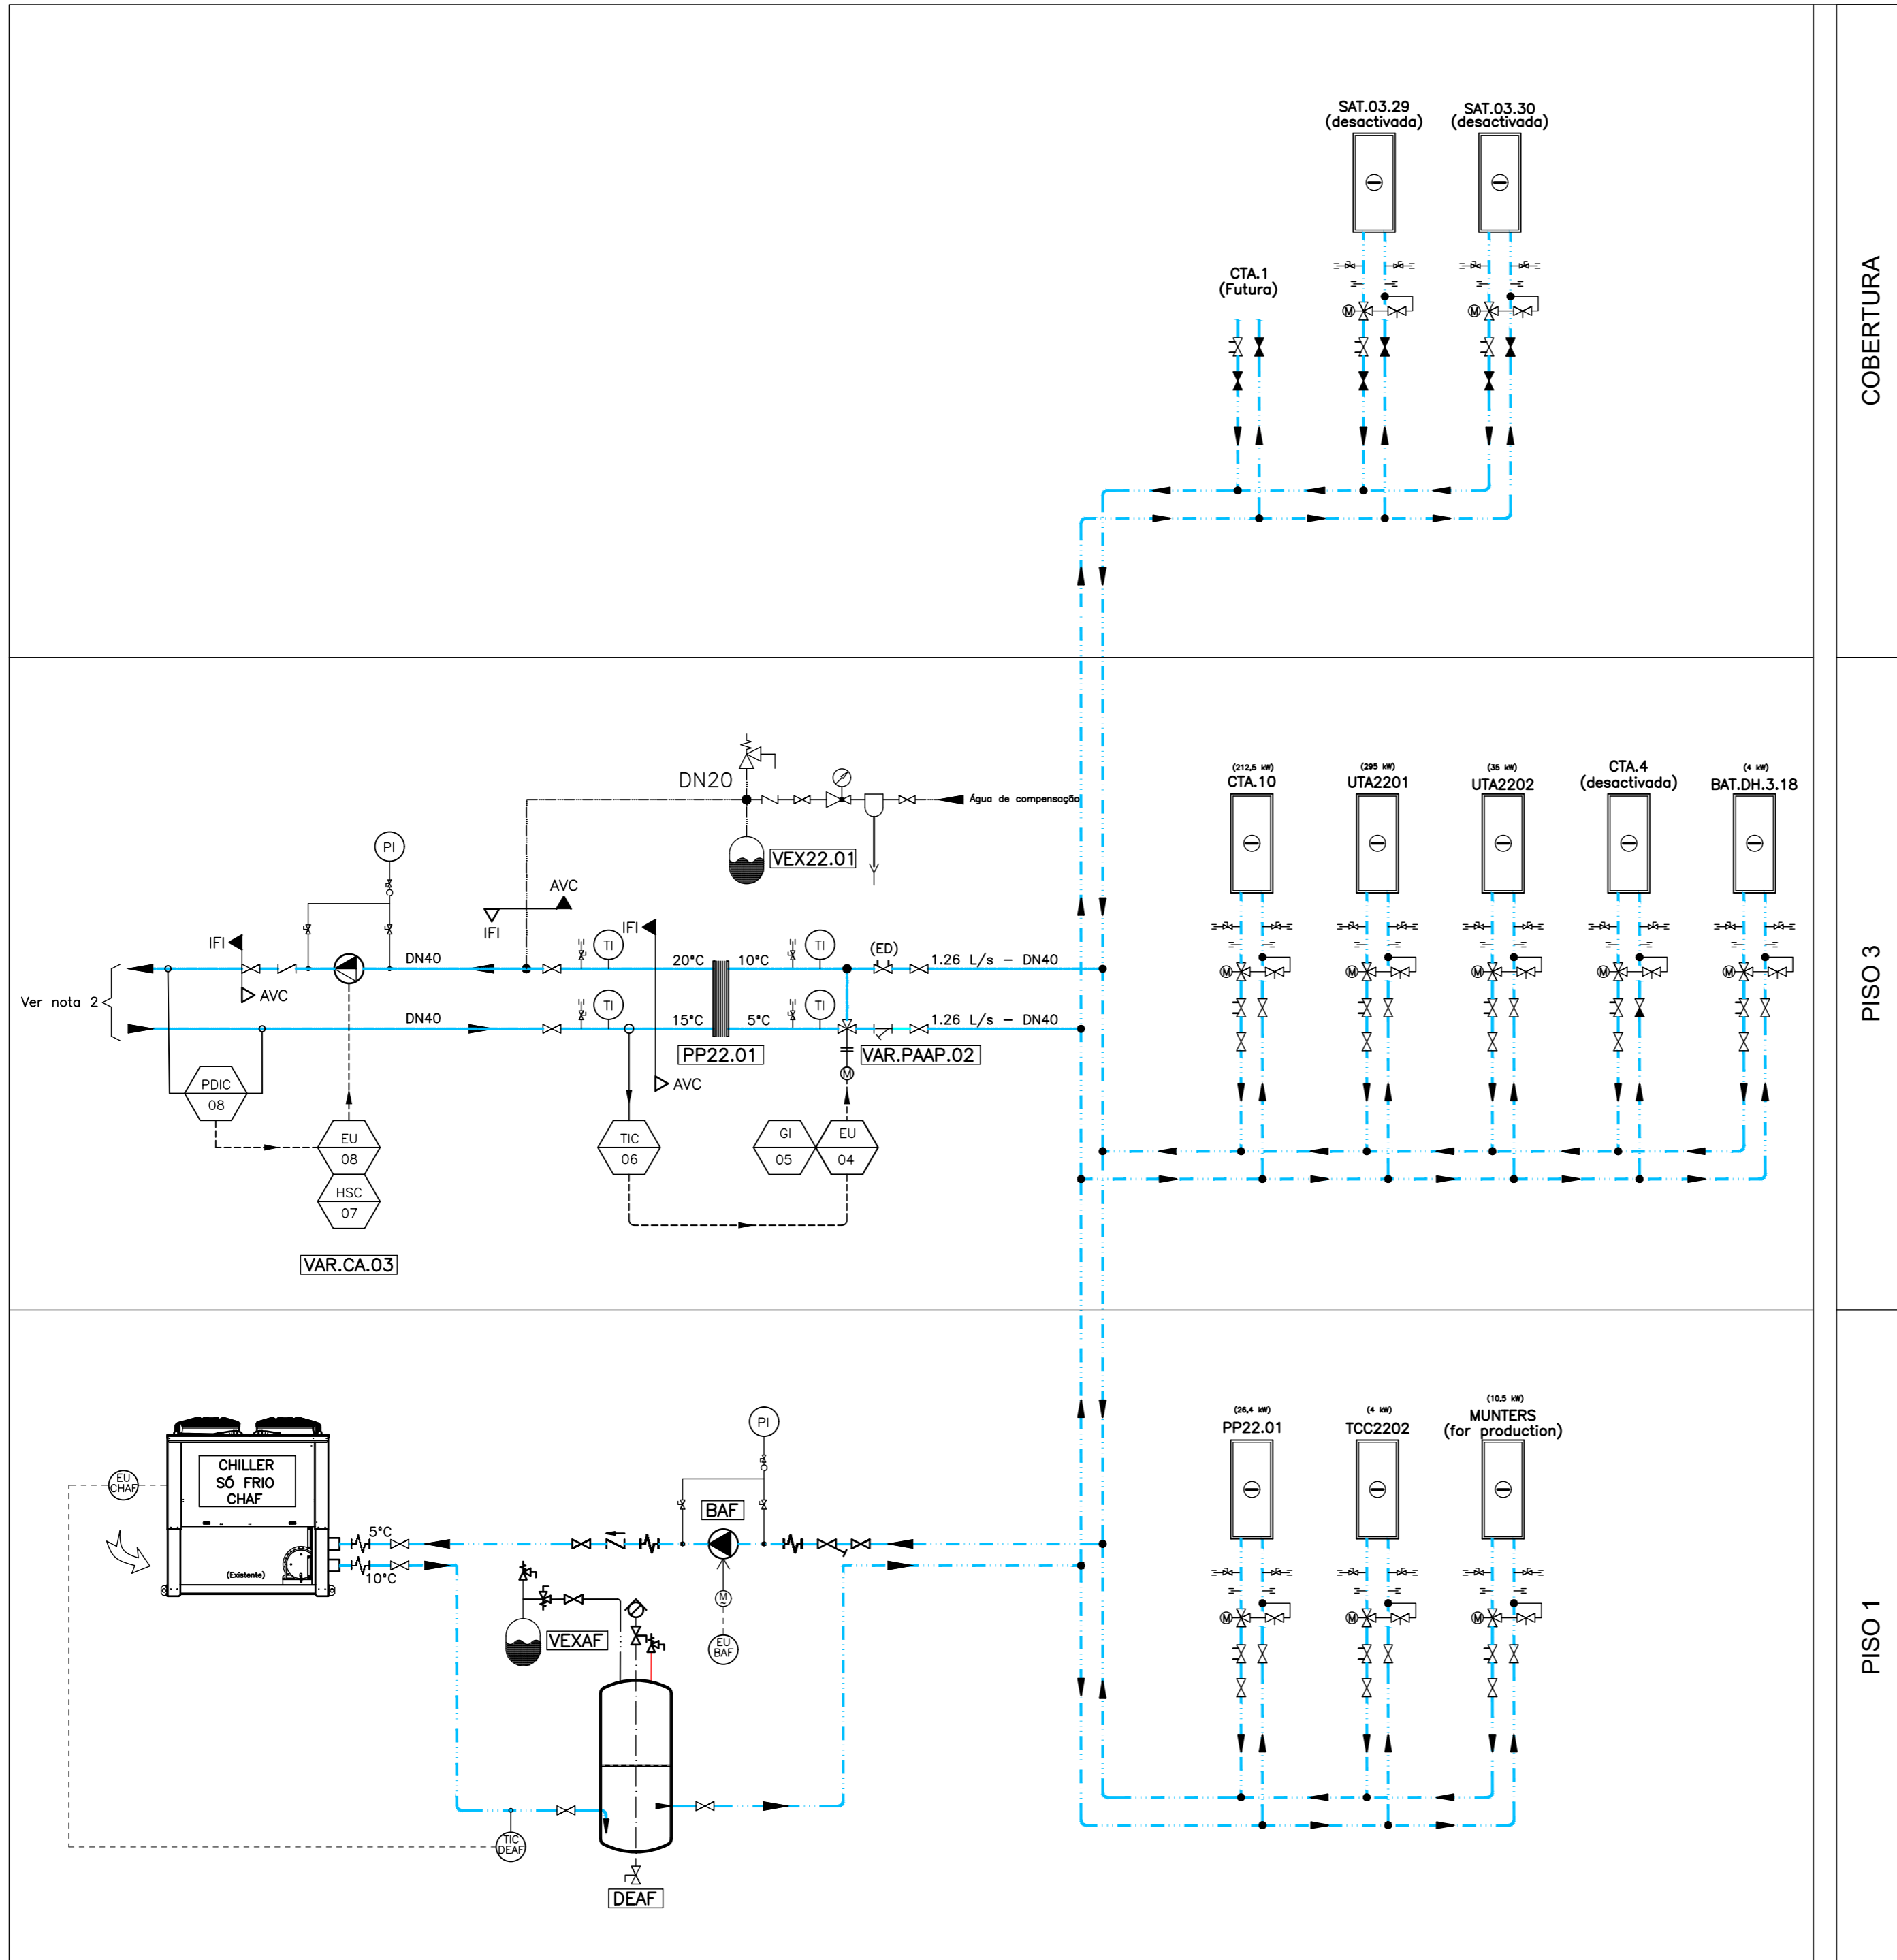 SAT.03.29
(desactivada)
SAT.03.30
(desactivada)
CTA.1
(Futura)
M
M
COBERTURA
DN20
Água de compensação
VEX22.01
PI
AVC
IFI
IFI
IFI
AVC
DN40
TI
20°C
10°C
TI
(ED)
1.26 L/s – DN40
Ver nota 2
DN40
TI
15°C
5°C
TI
1.26 L/s – DN40
PP22.01
VAR.PAAP.02
AVC
M
PDIC
08
EU
08
HSC
07
TIC
06
GI
05
EU
04
VAR.CA.03
(212,5 kW)
CTA.10
(295 kW)
UTA2201
(35 kW)
UTA2202
CTA.4
(desactivada)
(4 kW)
BAT.DH.3.18
M
M
M
M
M
PISO 3
CHILLER
SÓ FRIO
CHAF
(Existente)
EU
CHAF
5°C
10°C
PI
BAF
M
EU
BAF
VEXAF
TIC
DEAF
DEAF
(26,4 kW)
PP22.01
(4 kW)
TCC2202
(10,5 kW)
MUNTERS
(for production)
M
M
M
PISO 1